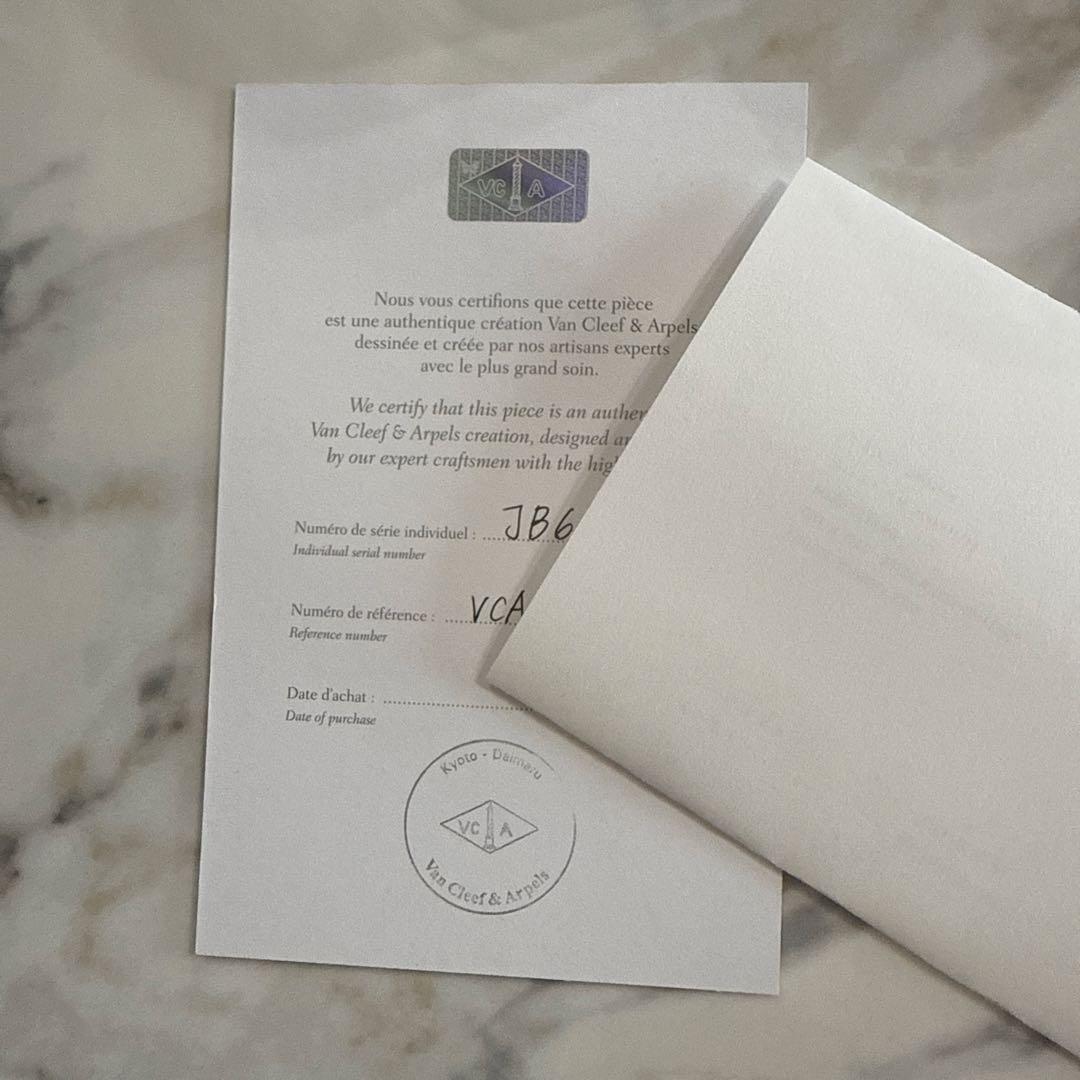 VC A
Nous vous certifions que cette pièce
est une authentique création Van Cleef & Arpels
dessinée et créée par nos artisans experts
avec le plus grand soin.
We certify that this piece is an
Van Cleef & Arpels creation, designed
by our expert craftsmen with the
Numéro de série individuel : JB6
Individual serial number
Numéro de référence : VCA
Reference number
Date d'achat :
Date of purchase
Kyoto - Daimaru
VC A
Van Cleef & Arpels